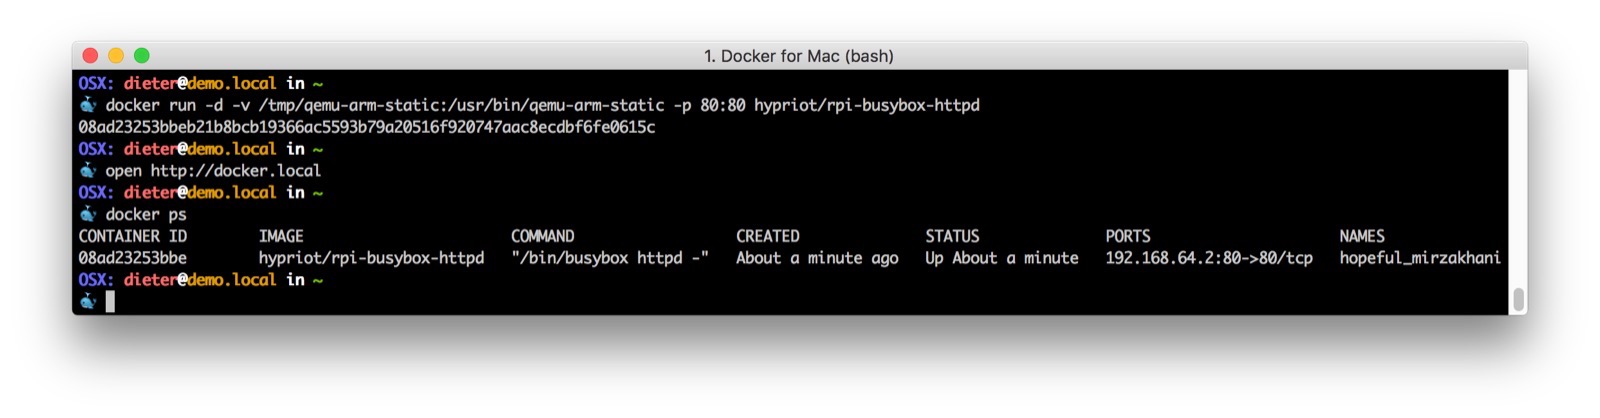 1. Docker for Mac (bash)
OSX: dieter@demo.local in ~
docker run -d -v /tmp/qemu-arm-static:/usr/bin/qemu-arm-static -p 80:80 hypriot/rpi-busybox-httpd
08ad23253bbeb21b8bcb19366ac5593b79a20516f920747aac8ecdbf6fe0615c
OSX: dieter@demo.local in ~
open http://docker.local
OSX: dieter@demo.local in ~
docker ps
CONTAINER ID IMAGE COMMAND CREATED STATUS PORTS NAMES
08ad23253bbe hypriot/rpi-busybox-httpd "/bin/busybox httpd -" About a minute ago Up About a minute 192.168.64.2:80->80/tcp hopeful_mirzakhani
OSX: dieter@demo.local in ~